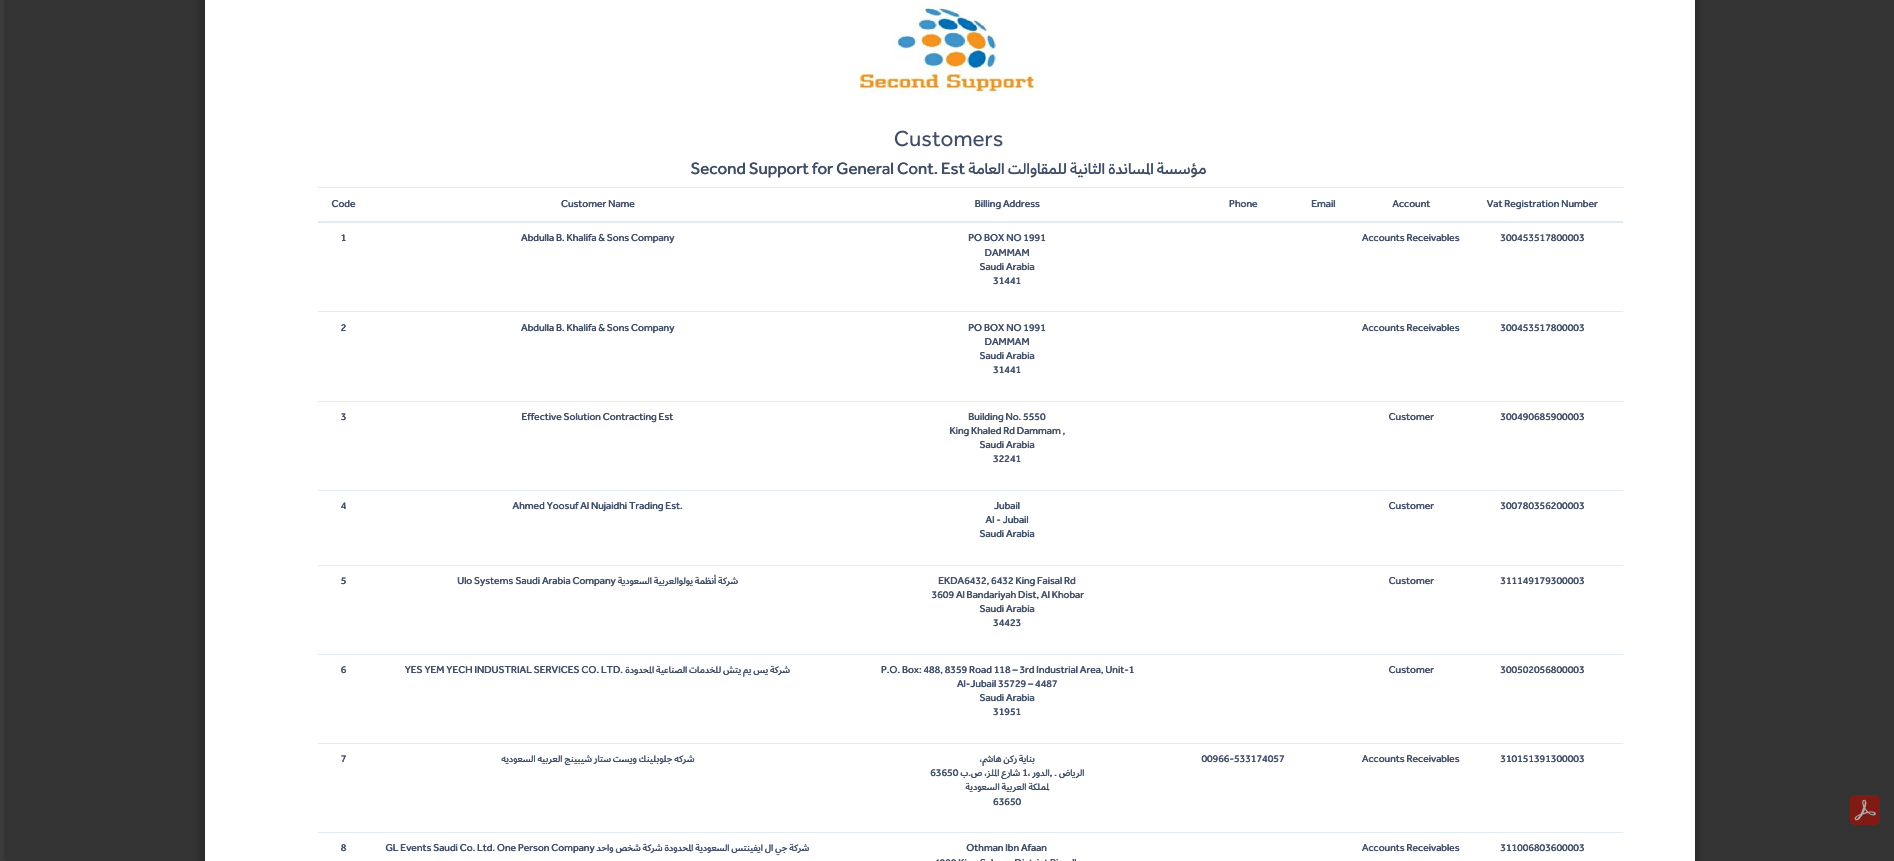 Second Support
Customers
Second Support for General Cont. Est مؤسسة المساندة الثانية للمقاوالت العامة
Code Customer Name Billing Address Phone Email Account Vat Registration Number
1 Abdulla B. Khalifa & Sons Company PO BOX NO 1991 Accounts Receivables 300453517800003
DAMMAM
Saudi Arabia
31441
2 Abdulla B. Khalifa & Sons Company PO BOX NO 1991 Accounts Receivables 300453517800003
DAMMAM
Saudi Arabia
31441
3 Effective Solution Contracting Est Building No. 5550 Customer 300490685900003
King Khaled Rd Dammam ,
Saudi Arabia
32241
4 Ahmed Yoosuf Al Nujaidhi Trading Est. Jubail Customer 300780356200003
Al - Jubail
Saudi Arabia
5 Ulo Systems Saudi Arabia Company شركة أنظمة يولوالعربية السعودية EKDA6432, 6432 King Faisal Rd Customer 311149179300003
3609 Al Bandariyah Dist, Al Khobar
Saudi Arabia
34423
6 YES YEM YECH INDUSTRIAL SERVICES CO. LTD. شركة يس يم يتش للخدمات الصناعية المحدودة P.O. Box: 488, 8359 Road 118 – 3rd Industrial Area, Unit-1 Customer 300502056800003
Al-Jubail 35729 – 4487
Saudi Arabia
31951
7 شركه جلوبلينك ويست ستار شيبينج العربيه السعوديه بناية ركن هاشم، 00966-533174057 Accounts Receivables 310151391300003
الرياض . ,الدور ,1 شارع الملز، ص.ب 63650
لمملكة العربية السعودية
63650
8 GL Events Saudi Co. Ltd. One Person Company شركة جي ال ايفينتس السعودية المحدودة شركة شخص واحد Othman Ibn Afaan Accounts Receivables 311006803600003